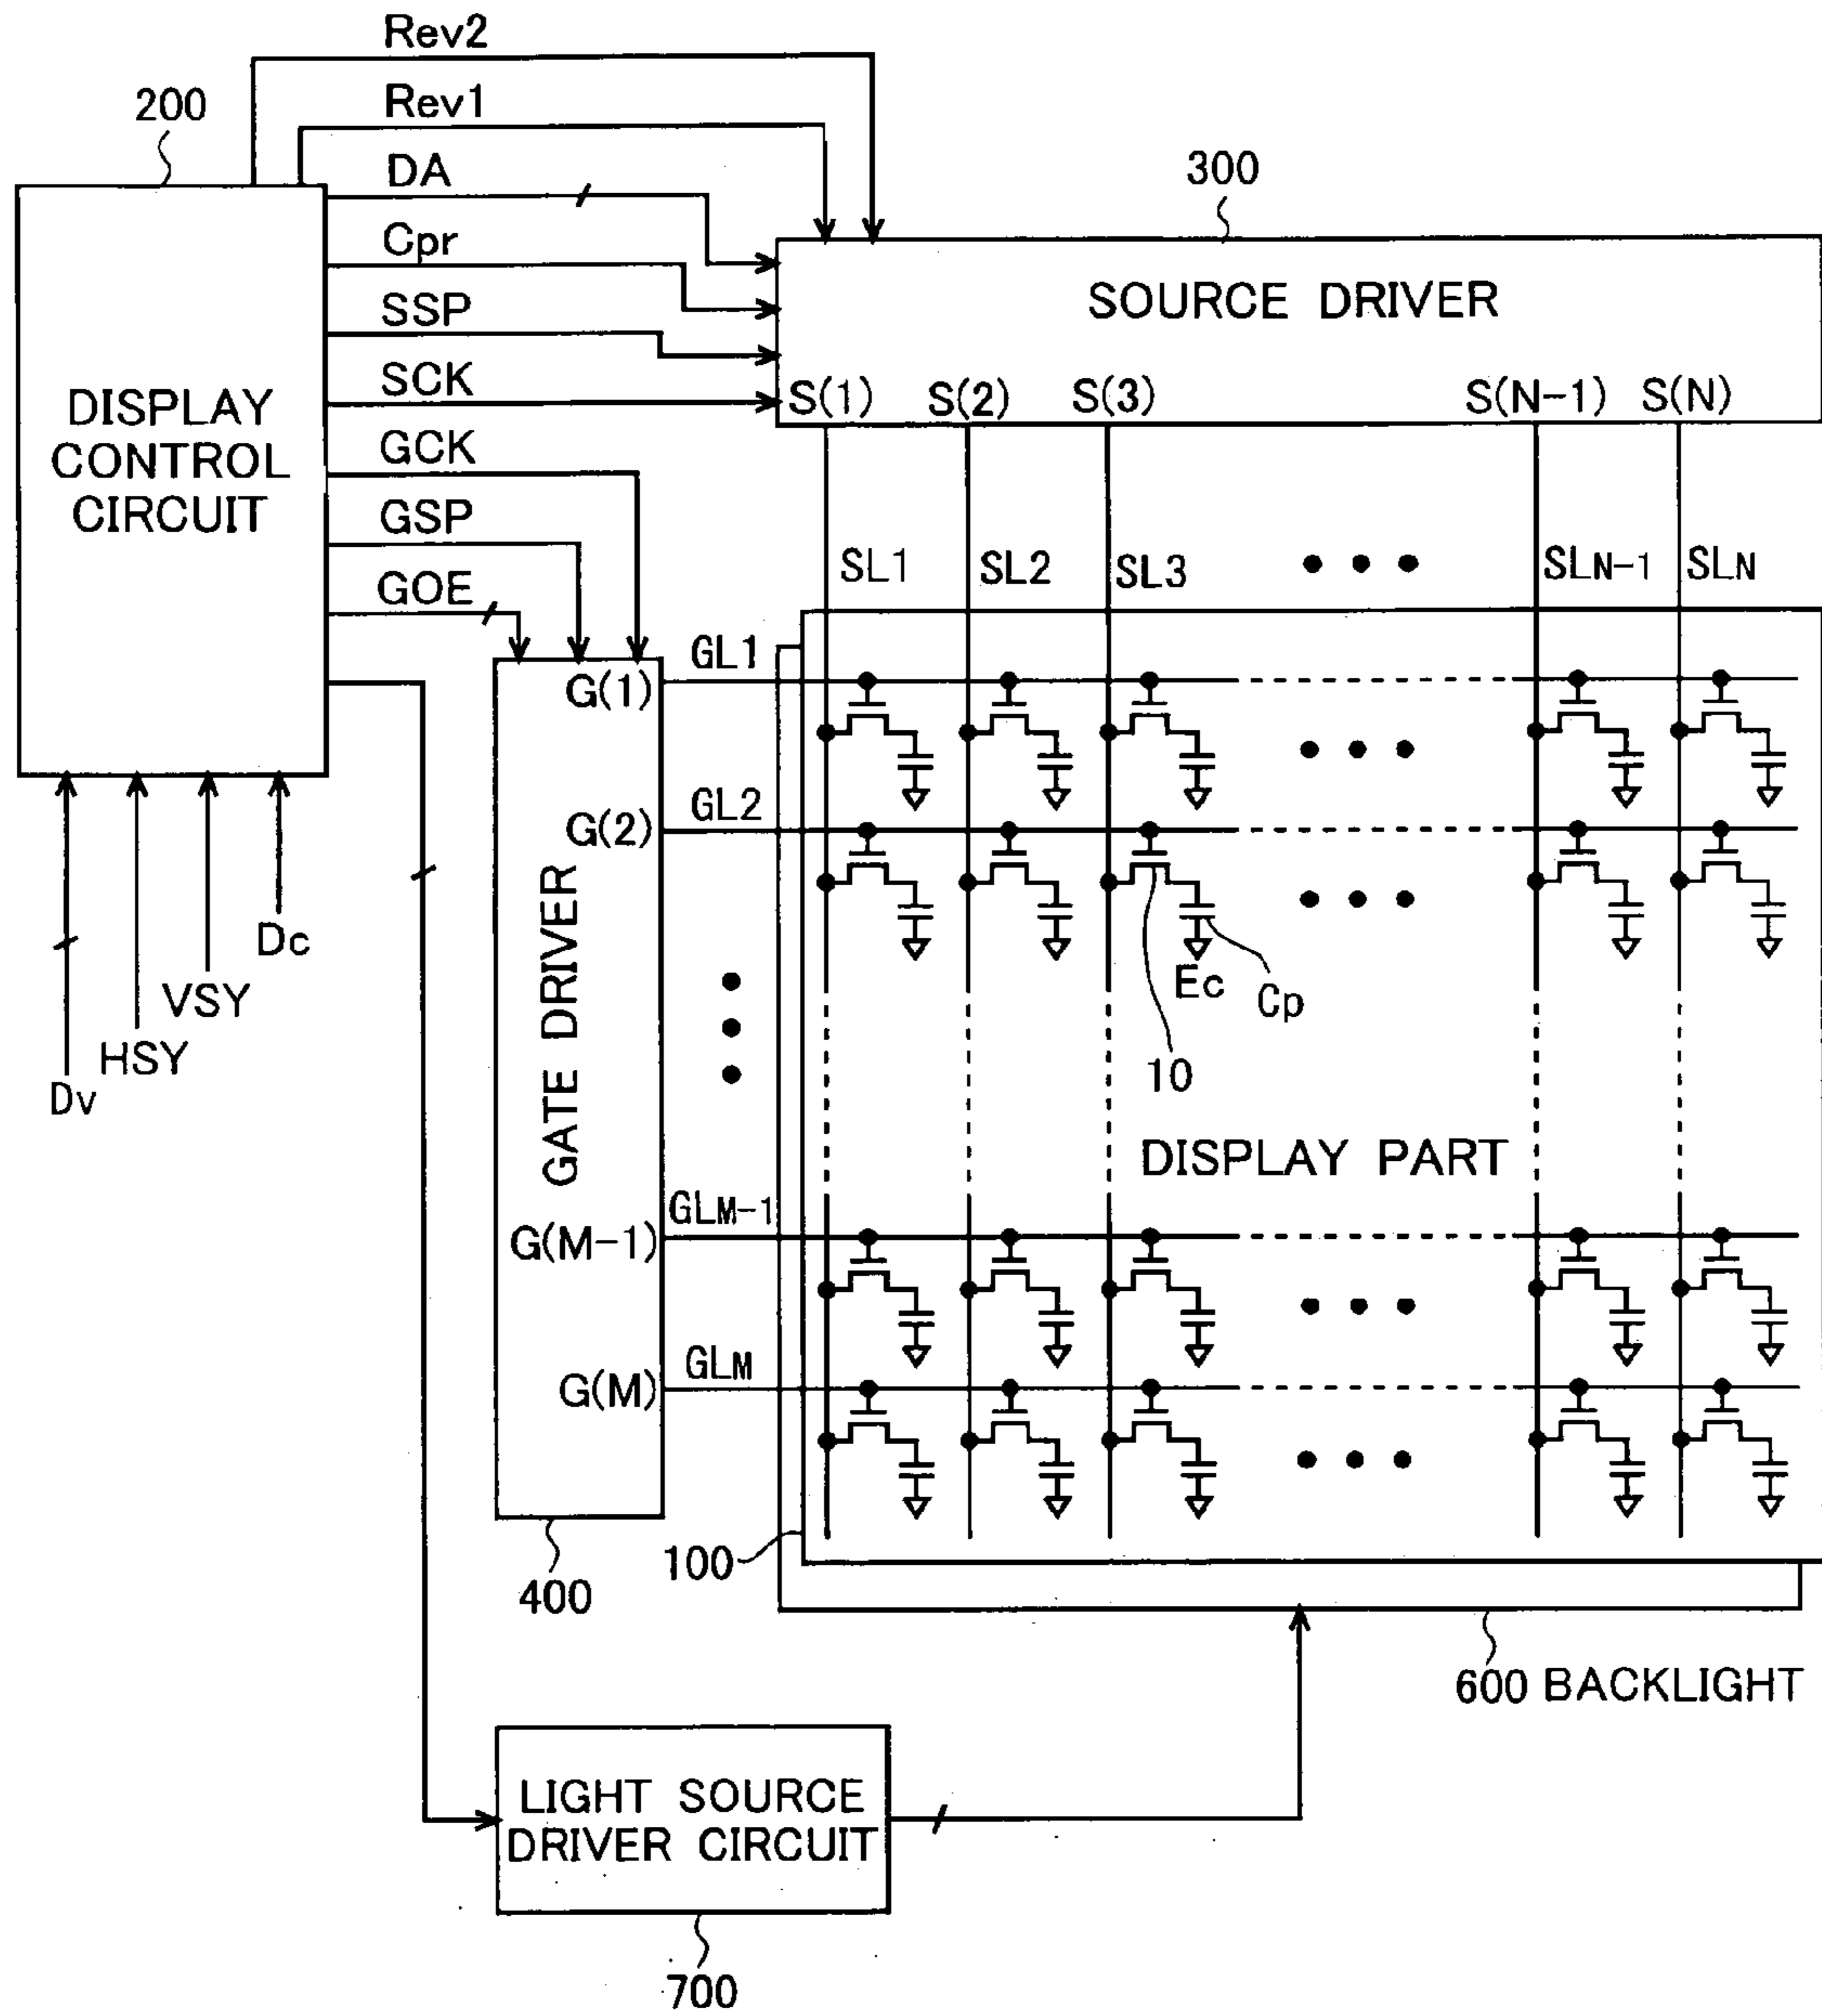 Rev2
Rev1
200
DA
300
Cpr
SSP
SOURCE DRIVER
SCK
S(1) S(2) S(3) S(N-1) S(N)
DISPLAY
CONTROL
CIRCUIT
GCK
GSP
GOE
SL1 SL2 SL3 SLN-1 SLN
GL1
G(1)
GL2
G(2)
GATE DRIVER
Dc
VSY
HSY
Dv
Ec
Cp
10
DISPLAY PART
GLM-1
G(M-1)
GLM
G(M)
100
400
600 BACKLIGHT
LIGHT SOURCE
DRIVER CIRCUIT
700